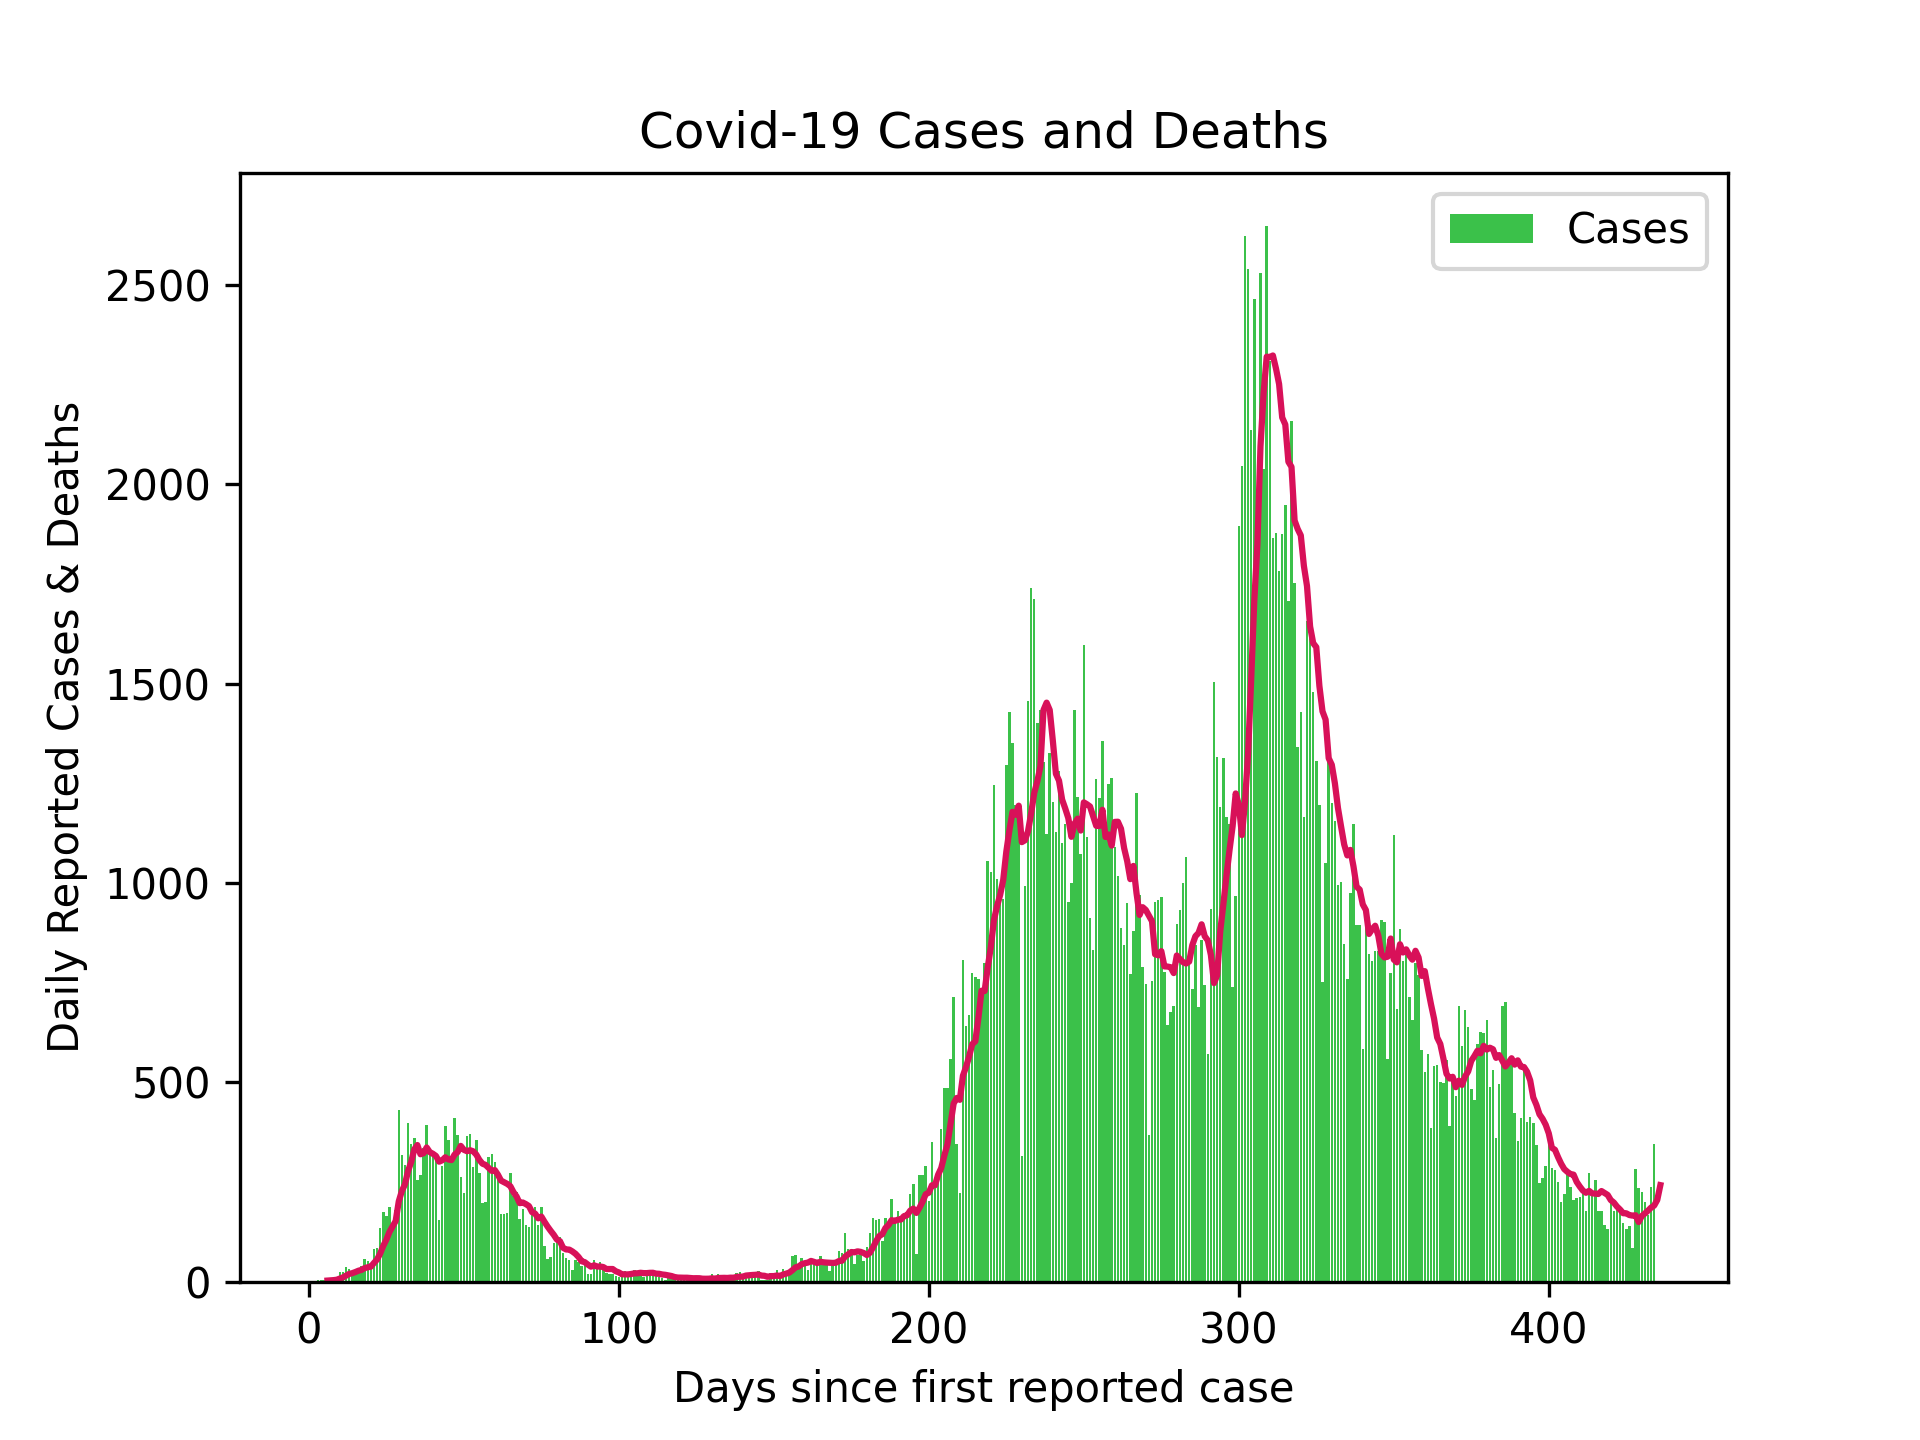 Covid-19 Cases and Deaths
Cases
Daily Reported Cases & Deaths
2500
2000
1500
1000
500
0
0 100 200 300 400
Days since first reported case